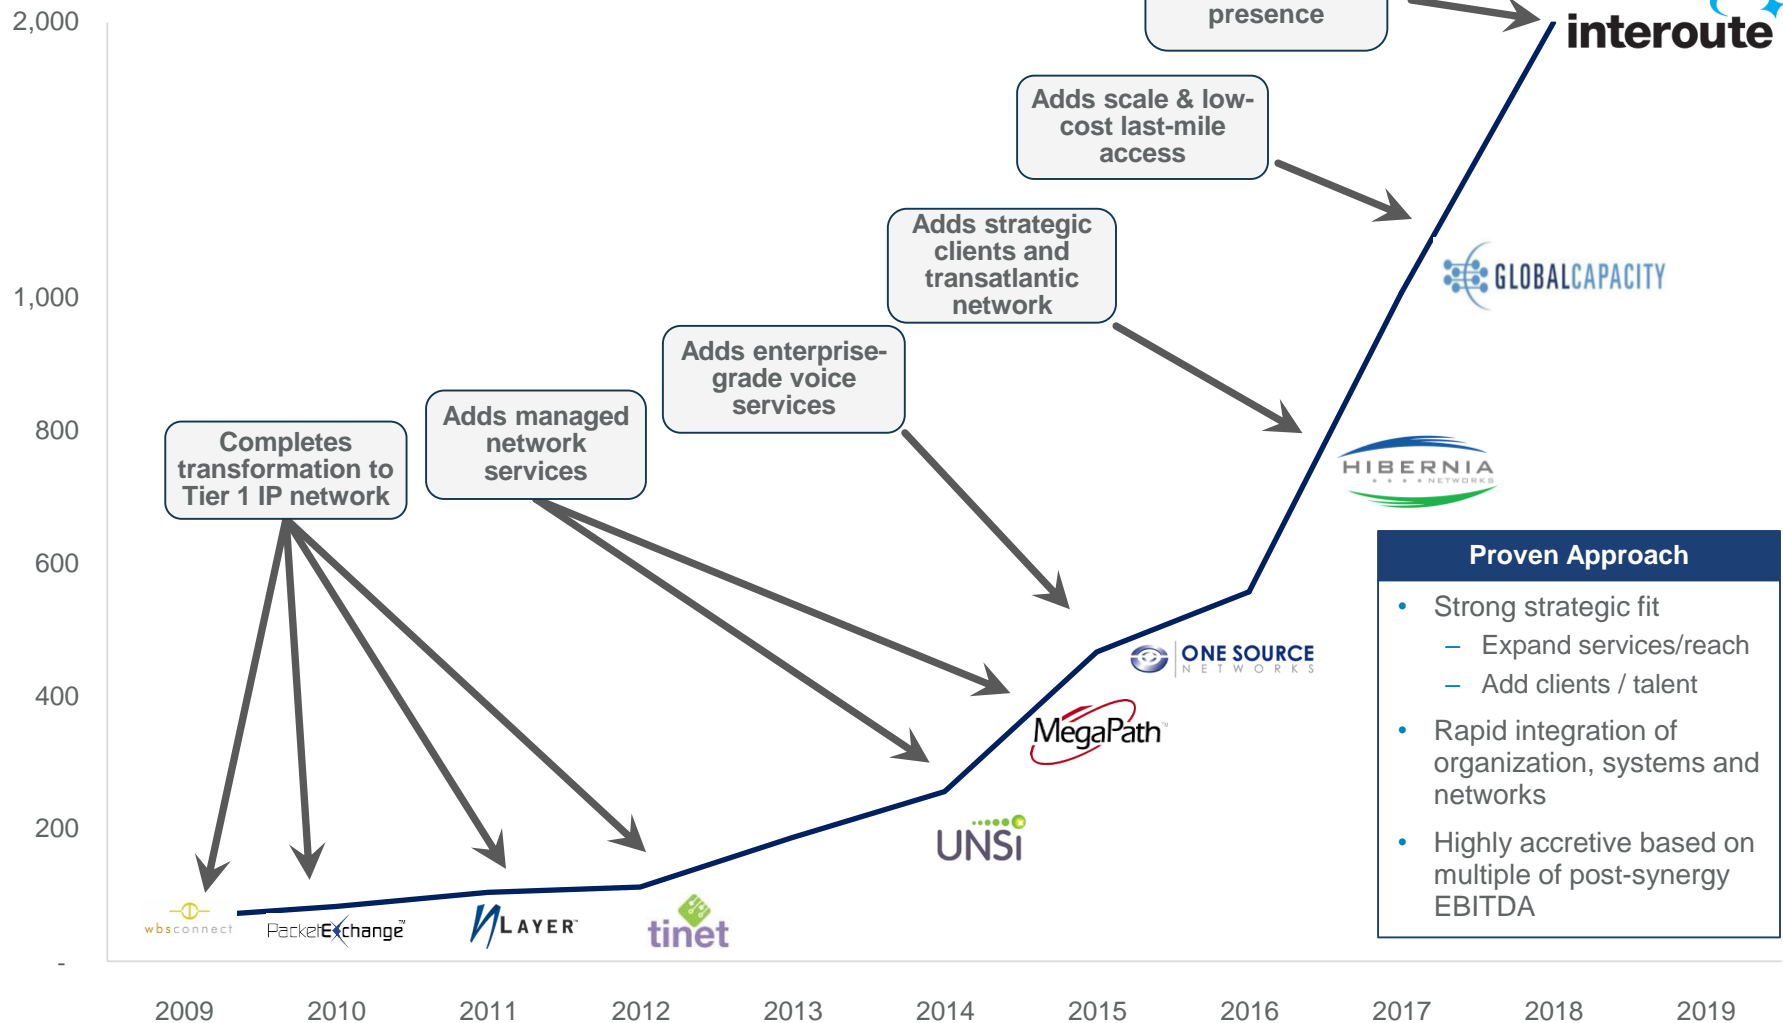 2,000
presence
interoute
Adds scale & low-
cost last-mile
access
Adds strategic
clients and
transatlantic
network
1,000
GLOBALCAPACITY
Adds enterprise-
grade voice
services
800
Adds managed
network
services
Completes
transformation to
Tier 1 IP network
HIBERNIA
NETWORKS
600
Proven Approach
• Strong strategic fit
– Expand services/reach
– Add clients / talent
• Rapid integration of
organization, systems and
networks
• Highly accretive based on
multiple of post-synergy
EBITDA
ONE SOURCE
NETWORKS
400
MegaPath™
200
UNSi
wbsconnect
PacketExchange™
NLAYER™
tinet
-
2009 2010 2011 2012 2013 2014 2015 2016 2017 2018 2019